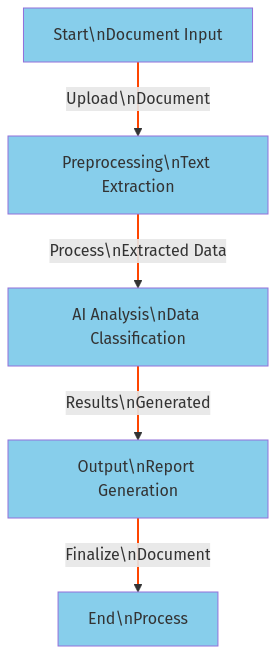 Start\nDocument Input
Upload\nDocument
Preprocessing\nText
Extraction
Process\nExtracted Data
AI Analysis\nData
Classification
Results\nGenerated
Output\nReport
Generation
Finalize\nDocument
End\nProcess